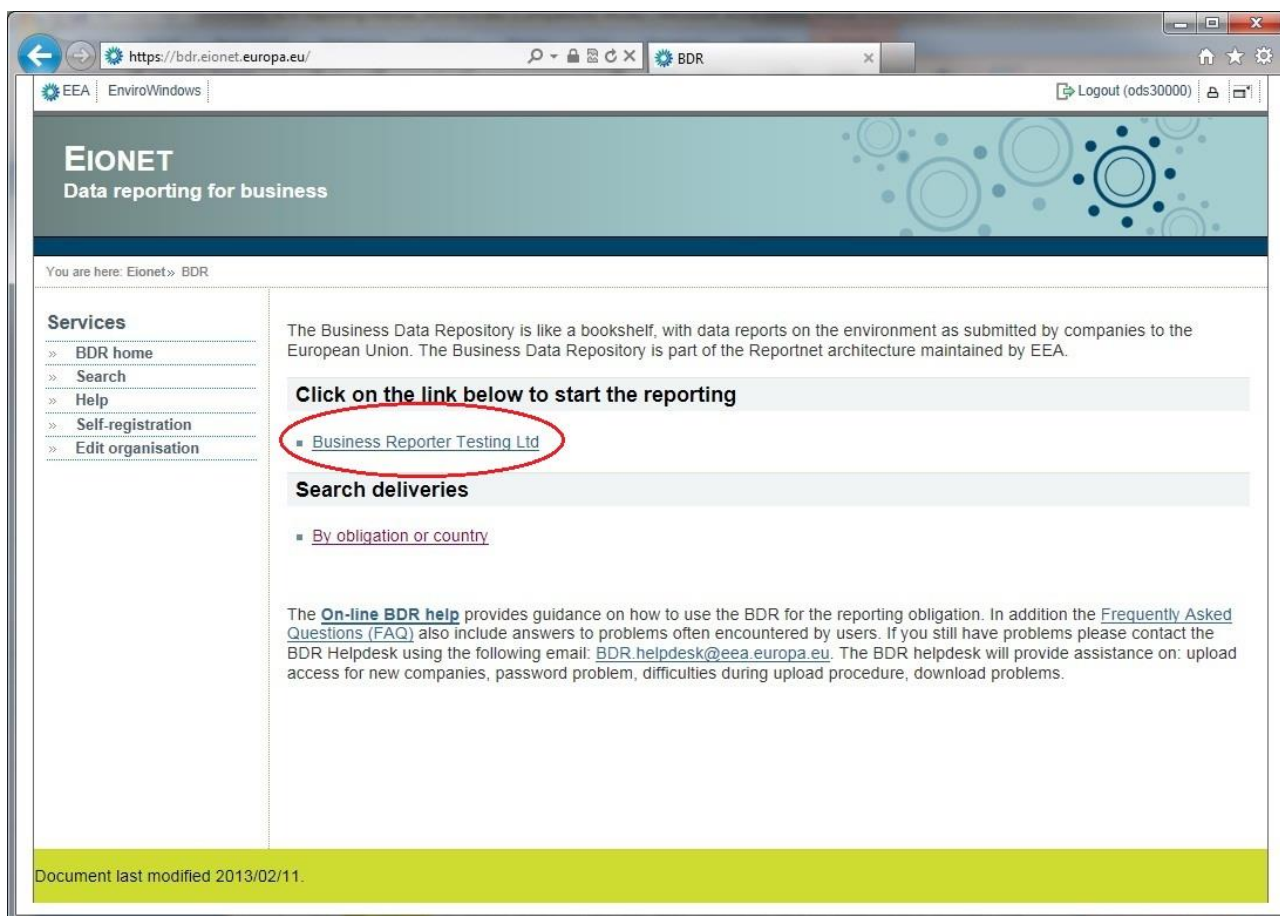 https://bdr.eionet.europa.eu/
BDR
EEA EnviroWindows
Logout (ods30000)
EIONET
Data reporting for business
You are here: Eionet» BDR
Services
» BDR home
» Search
» Help
» Self-registration
» Edit organisation
The Business Data Repository is like a bookshelf, with data reports on the environment as submitted by companies to the
European Union. The Business Data Repository is part of the Reportnet architecture maintained by EEA.
Click on the link below to start the reporting
Business Reporter Testing Ltd
Search deliveries
By obligation or country
The On-line BDR help provides guidance on how to use the BDR for the reporting obligation. In addition the Frequently Asked
Questions (FAQ) also include answers to problems often encountered by users. If you still have problems please contact the
BDR Helpdesk using the following email: BDR.helpdesk@eea.europa.eu. The BDR helpdesk will provide assistance on: upload
access for new companies, password problem, difficulties during upload procedure, download problems.
Document last modified 2013/02/11.